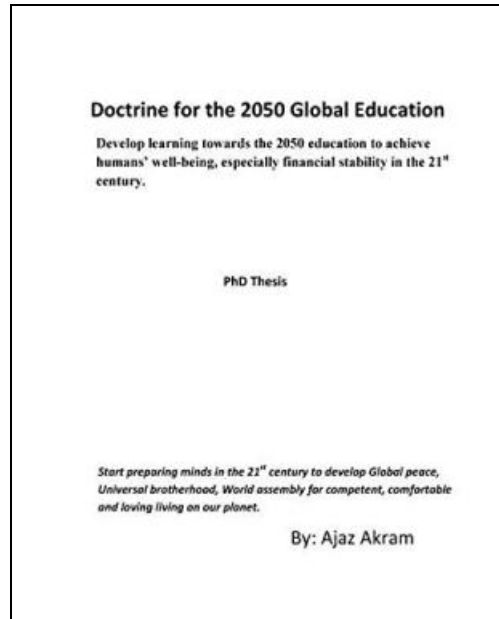 Doctrine for the 2050 Global Education
Develop learning towards the 2050 education to achieve
humans' well-being, especially financial stability in the 21st
century.
PhD Thesis
Start preparing minds in the 21st century to develop Global peace,
Universal brotherhood, World assembly for competent, comfortable
and loving living on our planet.
By: Ajaz Akram